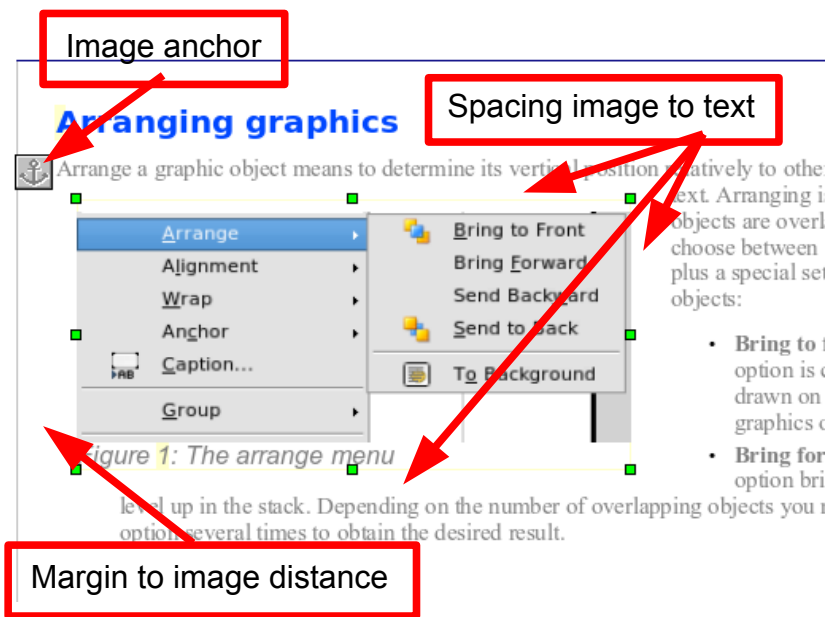 Image anchor
Spacing image to text
Arranging graphics
Arrange a graphic object means to determine its vertical position relatively to othe
text. Arranging is
objects are overl
choose between
plus a special set
objects:
Arrange
Alignment
Wrap
Anchor
Caption...
Group
Bring to Front
Bring Forward
Send Backward
Send to Back
To Background
• Bring to f
option is c
drawn on
graphics o
• Bring for
option bri
Figure 1: The arrange menu
level up in the stack. Depending on the number of overlapping objects you
option several times to obtain the desired result.
Margin to image distance